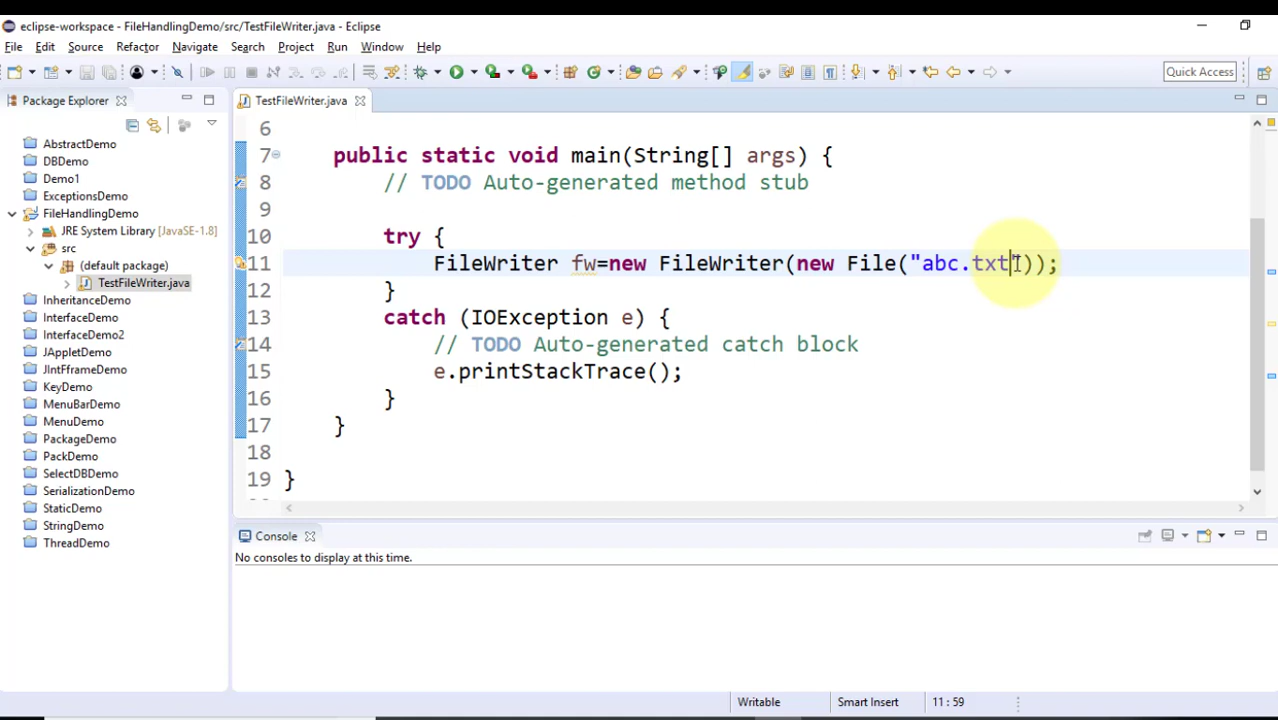 eclipse-workspace - FileHandlingDemo/src/TestFileWriter.java - Eclipse
File Edit Source Refactor Navigate Search Project Run Window Help
Quick Access
Package Explorer
TestFileWriter.java
AbstractDemo
DBDemo
Demo1
ExceptionsDemo
FileHandlingDemo
JRE System Library [JavaSE-1.8]
src
(default package)
TestFileWriter.java
InheritanceDemo
InterfaceDemo
InterfaceDemo2
JAppletDemo
JIntFframeDemo
KeyDemo
MenuBarDemo
MenuDemo
PackageDemo
PackDemo
SelectDBDemo
SerializationDemo
StaticDemo
StringDemo
ThreadDemo
6
7 public static void main(String[] args) {
8 // TODO Auto-generated method stub
9
10 try {
11 FileWriter fw=new FileWriter(new File("abc.txt"));
12 }
13 catch (IOException e) {
14 // TODO Auto-generated catch block
15 e.printStackTrace();
16 }
17 }
18
19 }
Console
No consoles to display at this time.
Writable Smart Insert 11 : 59